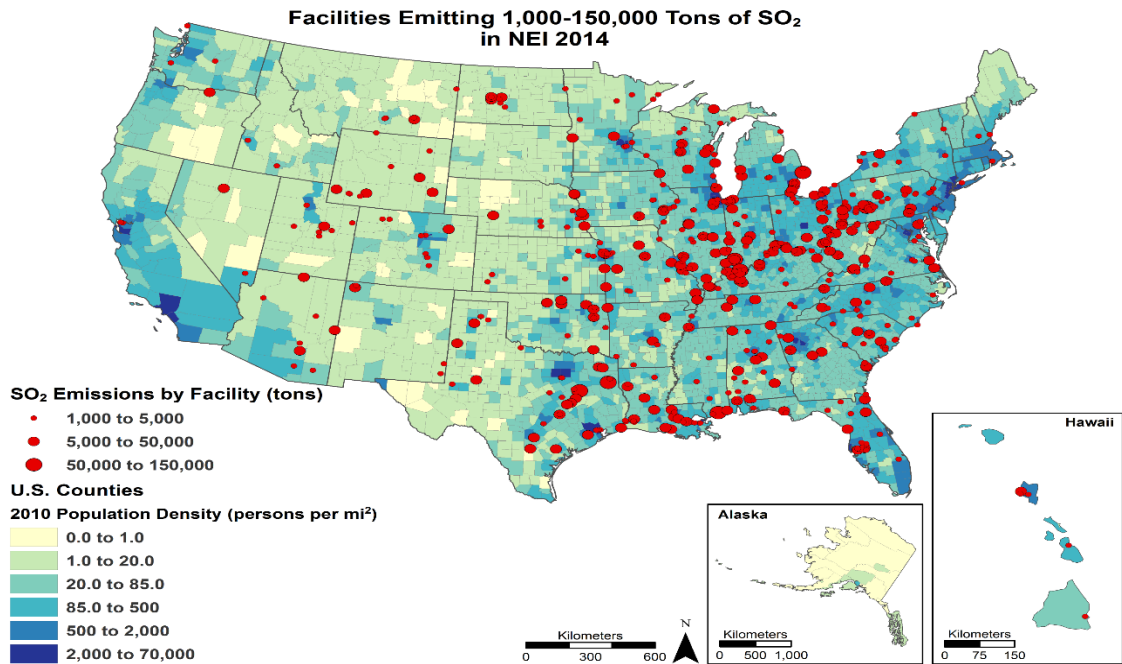 Facilities Emitting 1,000-150,000 Tons of SO₂
in NEI 2014
SO₂ Emissions by Facility (tons)
1,000 to 5,000
5,000 to 50,000
50,000 to 150,000
U.S. Counties
2010 Population Density (persons per mi²)
0.0 to 1.0
1.0 to 20.0
20.0 to 85.0
85.0 to 500
500 to 2,000
2,000 to 70,000
Kilometers
0 300 600
N
Alaska
Kilometers
0 500 1,000
Hawaii
Kilometers
0 75 150